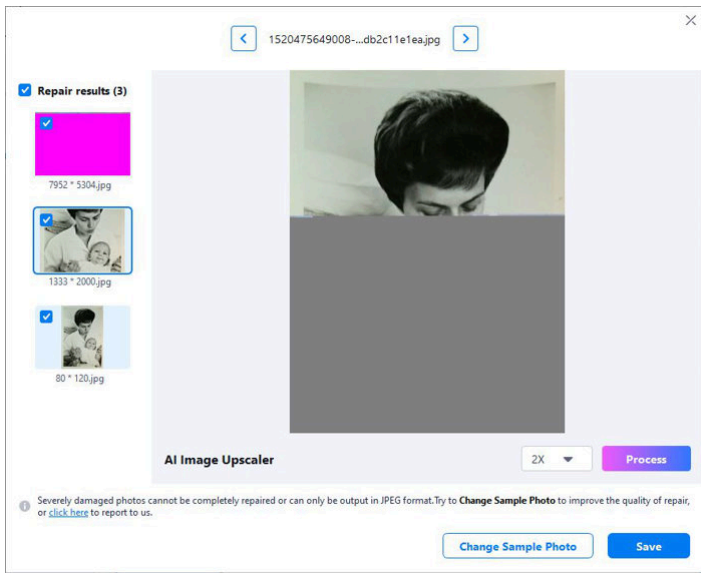 1520475649008-...db2c11e1ea.jpg
Repair results (3)
7952 * 5304.jpg
1333 * 2000.jpg
80 * 120.jpg
AI Image Upscaler
2X
Process
Severely damaged photos cannot be completely repaired or can only be output in JPEG format.Try to Change Sample Photo to improve the quality of repair,
or click here to report to us.
Change Sample Photo
Save